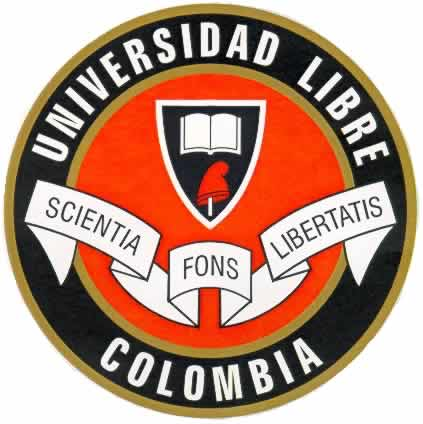 UNIVERSIDAD LIBRE
SCIENTIA
FONS
LIBERTATIS
COLOMBIA